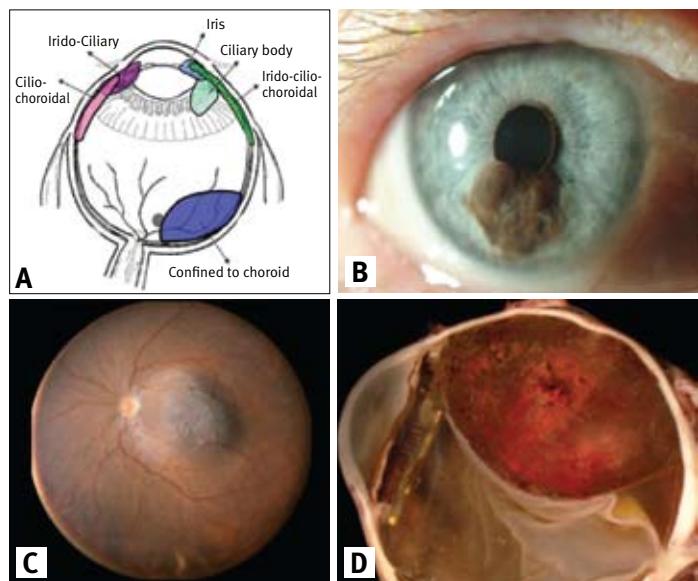 Iris
Irido-Ciliary
Ciliary body
Cilio-
choroidal
Irido-cilio-
choroidal
Confined to choroid
A
B
C
D